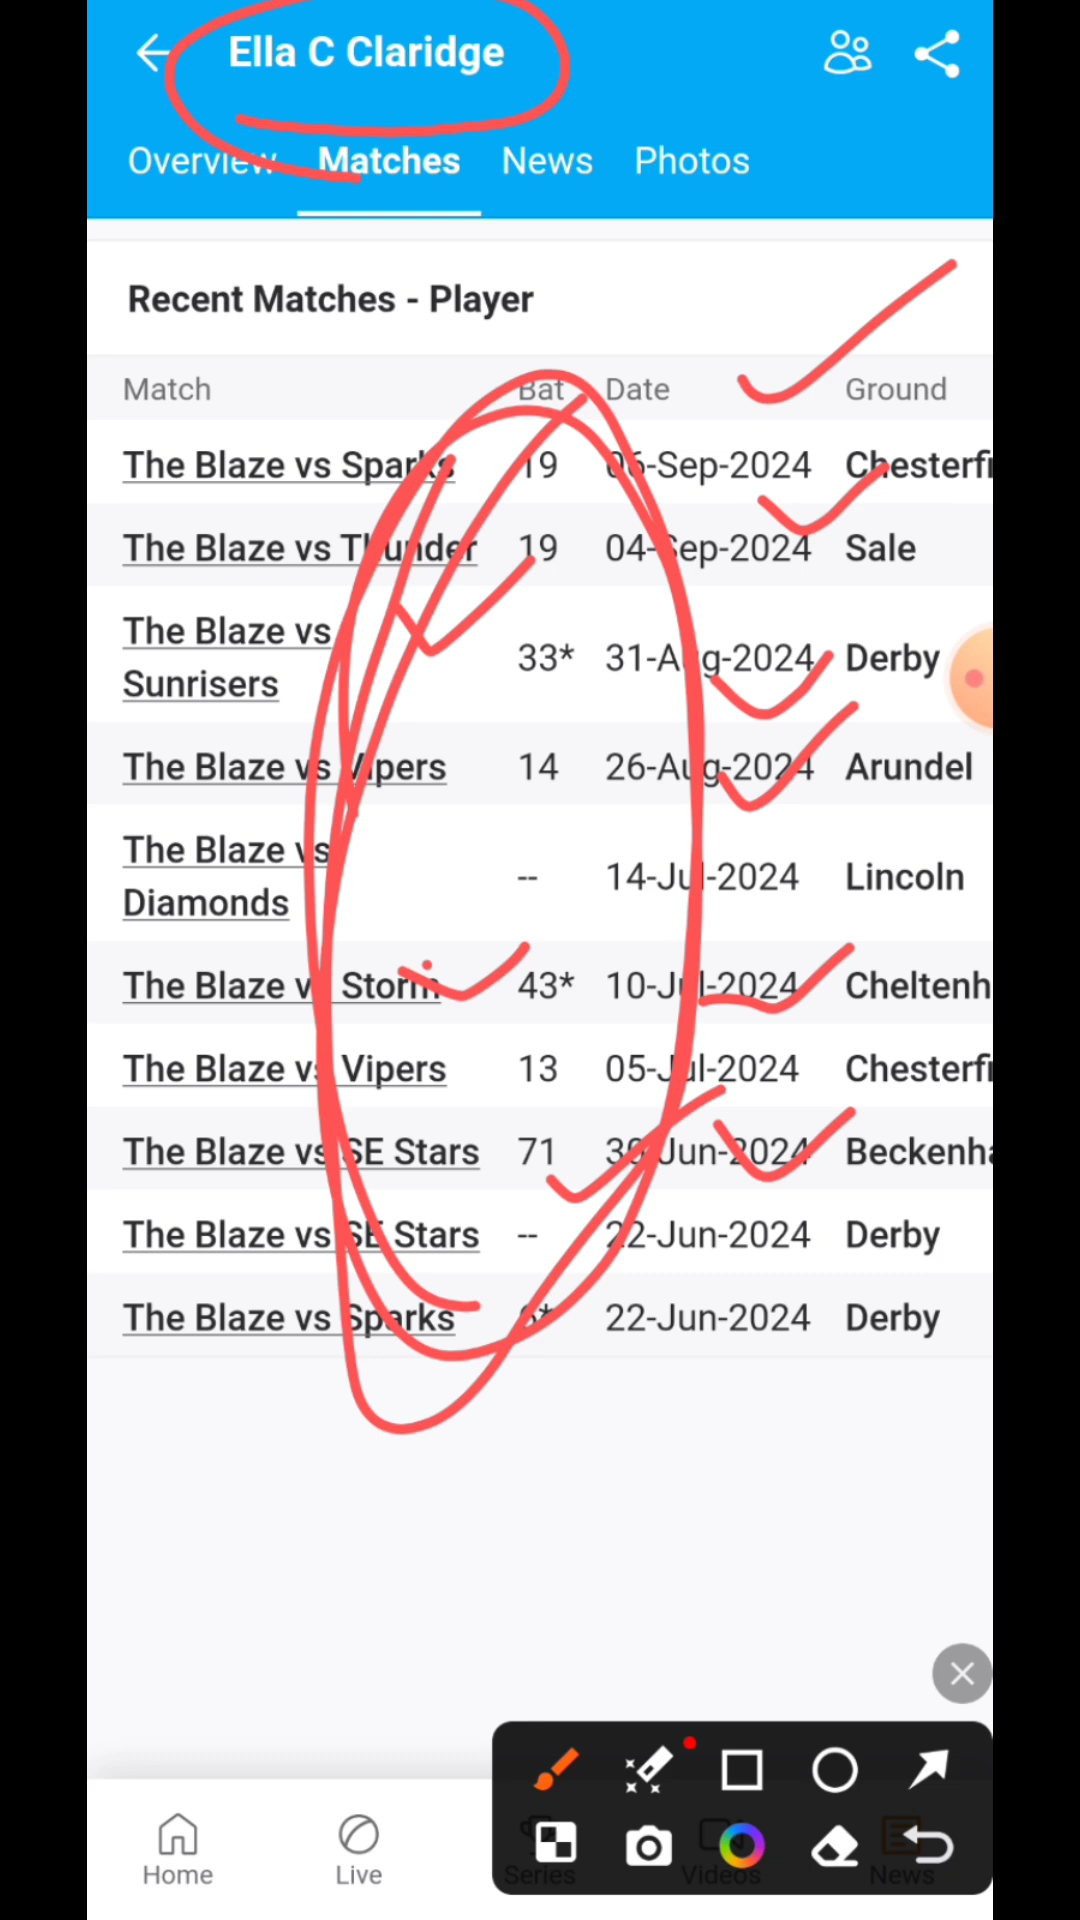 Ella C Claridge
Overview Matches News Photos
Recent Matches - Player
Match Bat Date Ground
The Blaze vs Sparks 19 06-Sep-2024 Chesterfi
The Blaze vs Thunder 19 04-Sep-2024 Sale
The Blaze vs
Sunrisers 33* 31-Aug-2024 Derby
The Blaze vs Vipers 14 26-Aug-2024 Arundel
The Blaze vs
Diamonds -- 14-Jul-2024 Lincoln
The Blaze vs Storm 43* 10-Jul-2024 Cheltenh
The Blaze vs Vipers 13 05-Jul-2024 Chesterfi
The Blaze vs SE Stars 71 30-Jun-2024 Beckenha
The Blaze vs SE Stars -- 22-Jun-2024 Derby
The Blaze vs Sparks 6* 22-Jun-2024 Derby
Home Live Series Videos News